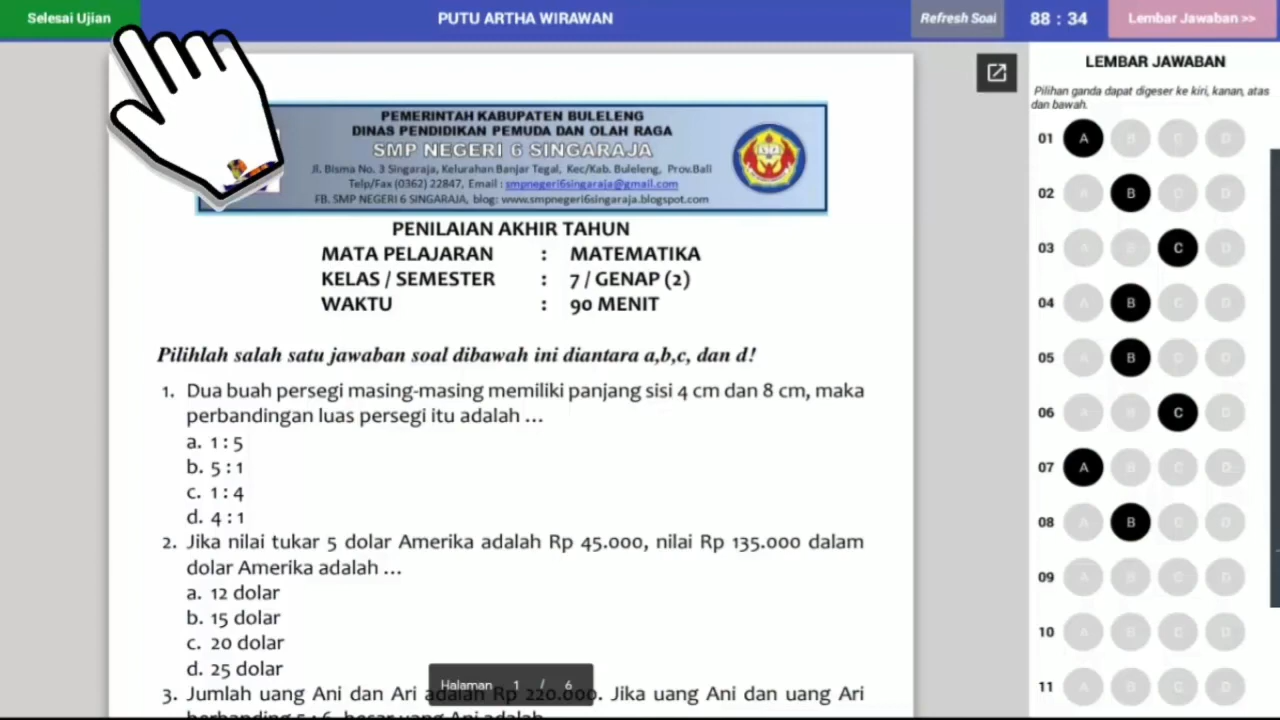 Selesai Ujian
PUTU ARTHA WIRAWAN
Refresh Soal
88 : 34
Lembar Jawaban >>
PEMERINTAH KABUPATEN BULELENG
DINAS PENDIDIKAN PEMUDA DAN OLAH RAGA
SMP NEGERI 6 SINGARAJA
Jl. Bisma No. 3 Singaraja, Kelurahan Banjar Tegal, Kec/Kab. Buleleng, Prov.Bali
Telp/Fax (0362) 22847, Email : smpnegeri6singaraja@gmail.com
FB. SMP NEGERI 6 SINGARAJA, blog: www.smpnegeri6singaraja.blogspot.com
PENILAIAN AKHIR TAHUN
MATA PELAJARAN : MATEMATIKA
KELAS / SEMESTER : 7 / GENAP (2)
WAKTU : 90 MENIT
Pilihlah salah satu jawaban soal dibawah ini diantara a,b,c, dan d!
1. Dua buah persegi masing-masing memiliki panjang sisi 4 cm dan 8 cm, maka
perbandingan luas persegi itu adalah ...
a. 1 : 5
b. 5 : 1
c. 1 : 4
d. 4 : 1
2. Jika nilai tukar 5 dolar Amerika adalah Rp 45.000, nilai Rp 135.000 dalam
dolar Amerika adalah ...
a. 12 dolar
b. 15 dolar
c. 20 dolar
d. 25 dolar
3. Jumlah uang Ani dan Ari adalah Rp 220.000. Jika uang Ani dan uang Ari
berbanding 5 : 6, besar uang Ani adalah
Halaman 1 / 6
LEMBAR JAWABAN
Pilihan ganda dapat digeser ke kiri, kanan, atas
dan bawah.
01 A B C D
02 A B C D
03 A B C D
04 A B C D
05 A B C D
06 A B C D
07 A B C D
08 A B C D
09 A B C D
10 A B C D
11 A B C D